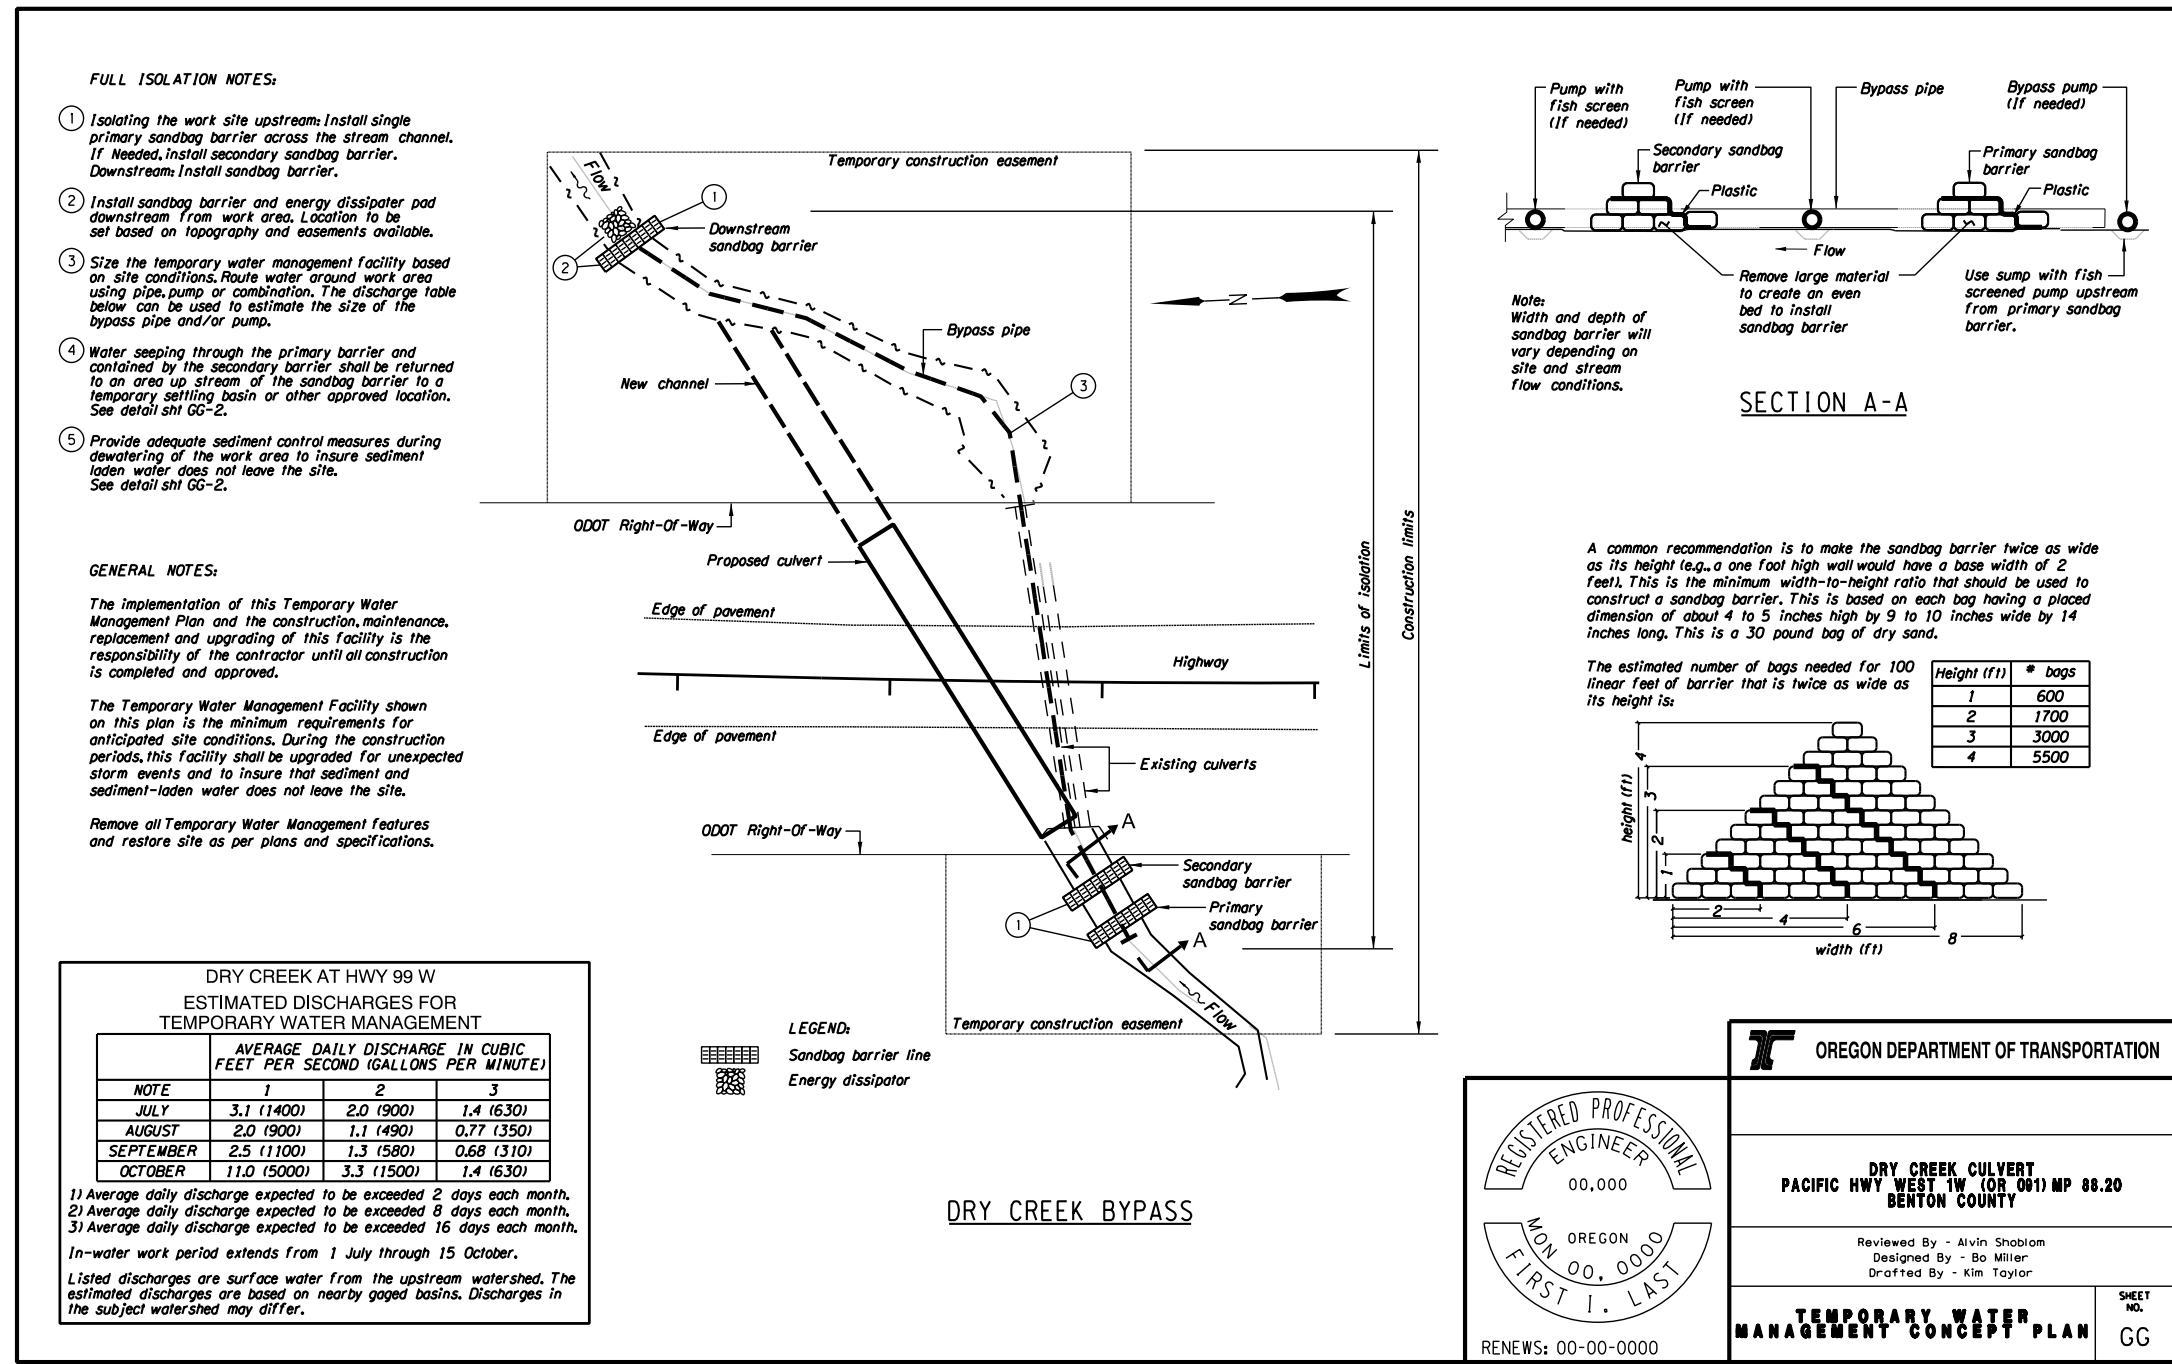 FULL ISOLATION NOTES:
1 Isolating the work site upstream: Install single
primary sandbag barrier across the stream channel.
If Needed, install secondary sandbag barrier.
Downstream: Install sandbag barrier.
2 Install sandbag barrier and energy dissipater pad
downstream from work area. Location to be
set based on topography and easements available.
3 Size the temporary water management facility based
on site conditions. Route water around work area
using pipe, pump or combination. The discharge table
below can be used to estimate the size of the
bypass pipe and/or pump.
4 Water seeping through the primary barrier and
contained by the secondary barrier shall be returned
to an area up stream of the sandbag barrier to a
temporary settling basin or other approved location.
See detail sht GG-2.
5 Provide adequate sediment control measures during
dewatering of the work area to insure sediment
laden water does not leave the site.
See detail sht GG-2.
GENERAL NOTES:
The implementation of this Temporary Water
Management Plan and the construction, maintenance,
replacement and upgrading of this facility is the
responsibility of the contractor until all construction
is completed and approved.
The Temporary Water Management Facility shown
on this plan is the minimum requirements for
anticipated site conditions. During the construction
periods, this facility shall be upgraded for unexpected
storm events and to insure that sediment and
sediment-laden water does not leave the site.
Remove all Temporary Water Management features
and restore site as per plans and specifications.
DRY CREEK AT HWY 99 W
ESTIMATED DISCHARGES FOR
TEMPORARY WATER MANAGEMENT
AVERAGE DAILY DISCHARGE IN CUBIC
FEET PER SECOND (GALLONS PER MINUTE)
NOTE 1 2 3
JULY 3.1 (1400) 2.0 (900) 1.4 (630)
AUGUST 2.0 (900) 1.1 (490) 0.77 (350)
SEPTEMBER 2.5 (1100) 1.3 (580) 0.68 (310)
OCTOBER 11.0 (5000) 3.3 (1500) 1.4 (630)
1) Average daily discharge expected to be exceeded 2 days each month.
2) Average daily discharge expected to be exceeded 8 days each month.
3) Average daily discharge expected to be exceeded 16 days each month.
In-water work period extends from 1 July through 15 October.
Listed discharges are surface water from the upstream watershed. The
estimated discharges are based on nearby gaged basins. Discharges in
the subject watershed may differ.
Temporary construction easement
Flow
1
Downstream
sandbag barrier
2
N
Bypass pipe
New channel
3
ODOT Right-Of-Way
Proposed culvert
Edge of pavement
Highway
Edge of pavement
Existing culverts
ODOT Right-Of-Way
A
Secondary
sandbag barrier
Primary
sandbag barrier
1
A
Flow
Temporary construction easement
Limits of isolation
Construction limits
LEGEND:
Sandbag barrier line
Energy dissipator
DRY CREEK BYPASS
Pump with
fish screen
(If needed)
Pump with
fish screen
(If needed)
Bypass pipe
Bypass pump
(If needed)
Secondary sandbag
barrier
Plastic
Primary sandbag
barrier
Plastic
Flow
Remove large material
to create an even
bed to install
sandbag barrier
Use sump with fish
screened pump upstream
from primary sandbag
barrier.
Note:
Width and depth of
sandbag barrier will
vary depending on
site and stream
flow conditions.
SECTION A-A
A common recommendation is to make the sandbag barrier twice as wide
as its height (e.g., a one foot high wall would have a base width of 2
feet). This is the minimum width-to-height ratio that should be used to
construct a sandbag barrier. This is based on each bag having a placed
dimension of about 4 to 5 inches high by 9 to 10 inches wide by 14
inches long. This is a 30 pound bag of dry sand.
The estimated number of bags needed for 100
linear feet of barrier that is twice as wide as
its height is:
Height (ft) # bags
1 600
2 1700
3 3000
4 5500
height (ft)
4
3
2
1
2
4
6
8
width (ft)
OREGON DEPARTMENT OF TRANSPORTATION
DRY CREEK CULVERT
PACIFIC HWY WEST 1W (OR 091) MP 88.20
BENTON COUNTY
Reviewed By - Alvin Shoblom
Designed By - Bo Miller
Drafted By - Kim Taylor
TEMPORARY WATER
MANAGEMENT CONCEPT PLAN
SHEET
NO.
GG
REGISTERED PROFESSIONAL
ENGINEER
00,000
OREGON
MON 00, 0000
FIRST I. LAST
RENEWS: 00-00-0000